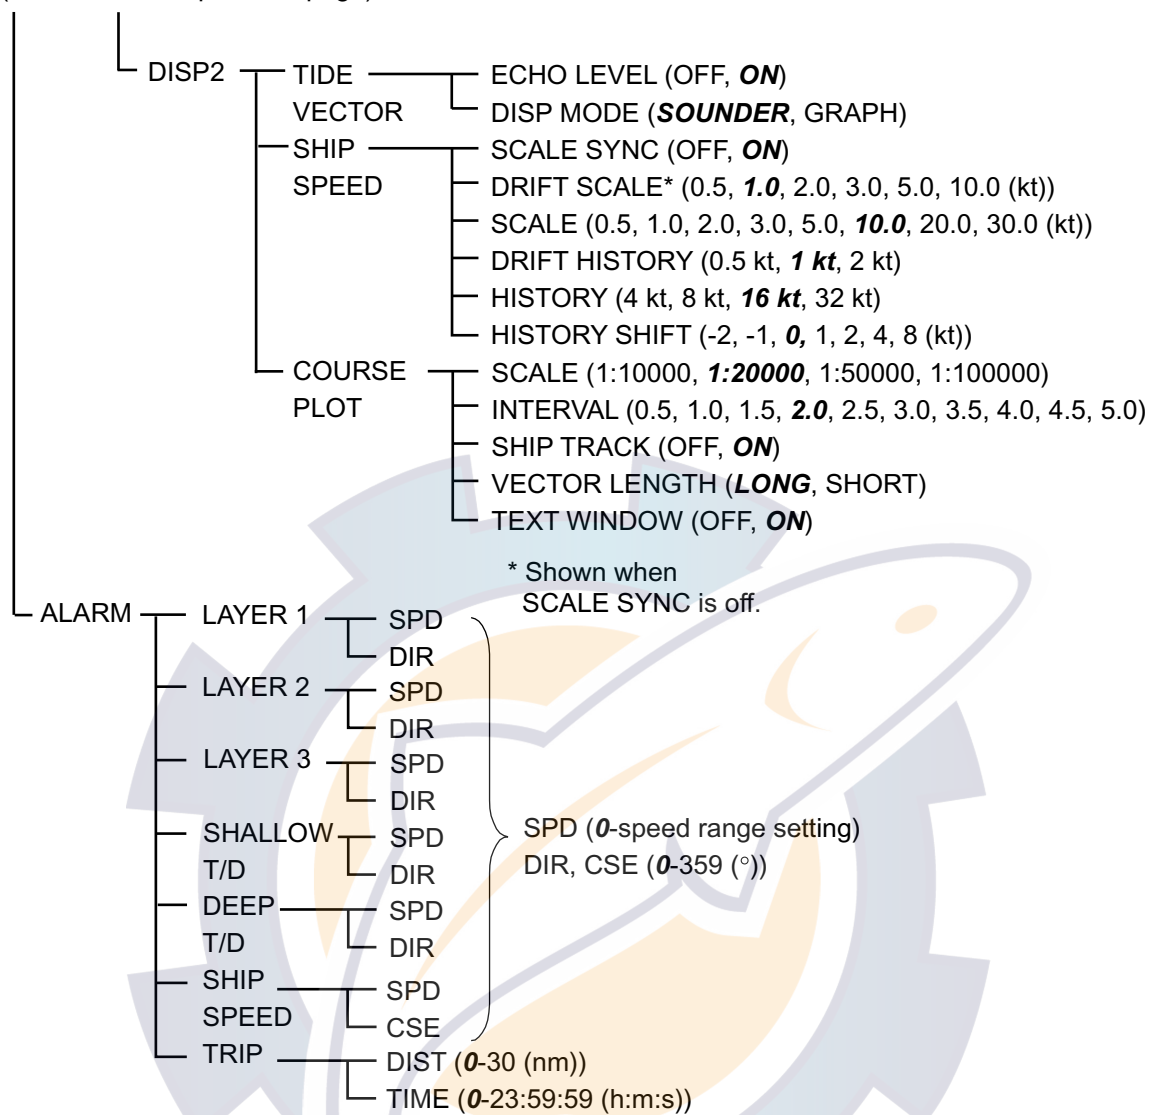 DISP2
TIDE
ECHO LEVEL (OFF, ON)
VECTOR
DISP MODE (SOUNDER, GRAPH)
SHIP
SCALE SYNC (OFF, ON)
SPEED
DRIFT SCALE* (0.5, 1.0, 2.0, 3.0, 5.0, 10.0 (kt))
SCALE (0.5, 1.0, 2.0, 3.0, 5.0, 10.0, 20.0, 30.0 (kt))
DRIFT HISTORY (0.5 kt, 1 kt, 2 kt)
HISTORY (4 kt, 8 kt, 16 kt, 32 kt)
HISTORY SHIFT (-2, -1, 0, 1, 2, 4, 8 (kt))
COURSE
SCALE (1:10000, 1:20000, 1:50000, 1:100000)
PLOT
INTERVAL (0.5, 1.0, 1.5, 2.0, 2.5, 3.0, 3.5, 4.0, 4.5, 5.0)
SHIP TRACK (OFF, ON)
VECTOR LENGTH (LONG, SHORT)
TEXT WINDOW (OFF, ON)
* Shown when
SCALE SYNC is off.
ALARM
LAYER 1
SPD
DIR
LAYER 2
SPD
DIR
LAYER 3
SPD
DIR
SHALLOW
SPD
T/D
DIR
DEEP
SPD
T/D
DIR
SHIP
SPD
SPEED
CSE
SPD (0-speed range setting)
DIR, CSE (0-359 (°))
TRIP
DIST (0-30 (nm))
TIME (0-23:59:59 (h:m:s))